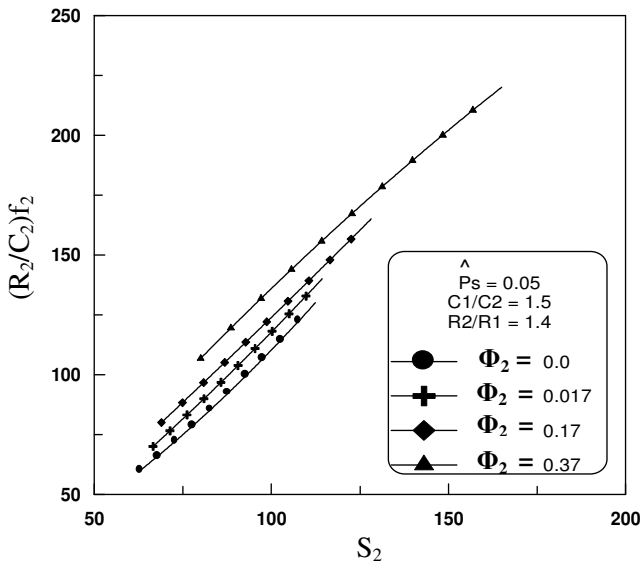 250
200
150
100
50
(R₂/C₂)f₂
^
Ps = 0.05
C1/C2 = 1.5
R2/R1 = 1.4
Φ₂ = 0.0
Φ₂ = 0.017
Φ₂ = 0.17
Φ₂ = 0.37
50
100
150
200
S₂